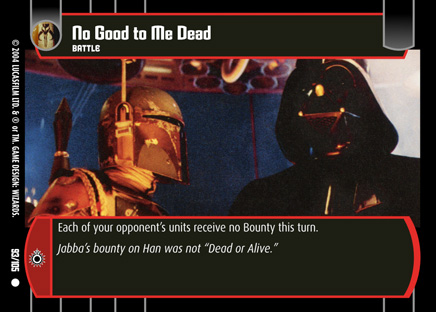 No Good to Me Dead
BATTLE
Each of your opponent's units receive no Bounty this turn.
Jabba's bounty on Han was not "Dead or Alive."
© 2004 LUCASFILM LTD. & ® or TM. GAME DESIGN: WIZARDS.
93/105